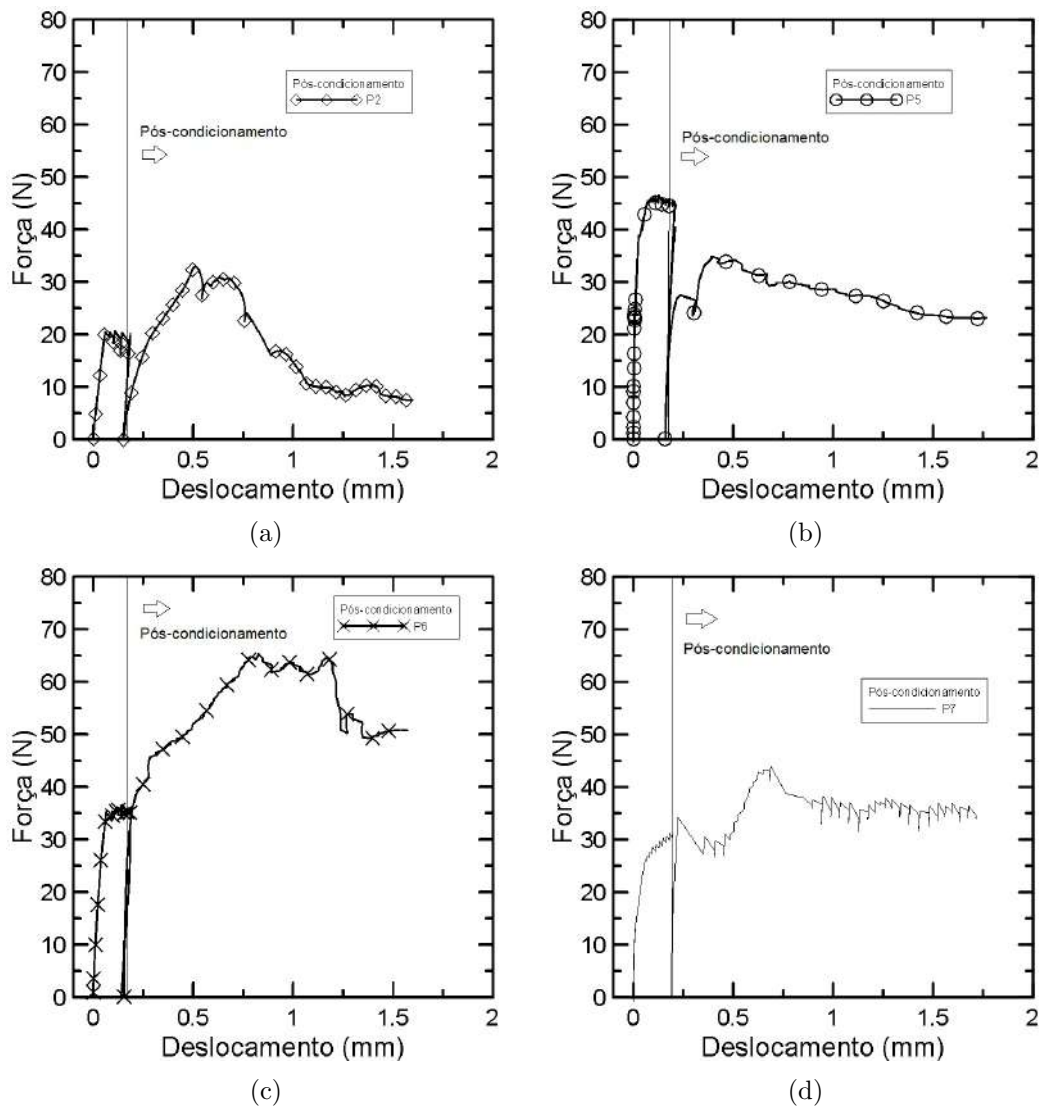 80
70
60
50
40
30
20
10
0
Força (N)
Pós-condicionamento
P2
Pós-condicionamento
0 0.5 1 1.5 2
Deslocamento (mm)
(a)
80
70
60
50
40
30
20
10
0
Força (N)
Pós-condicionamento
P5
Pós-condicionamento
0 0.5 1 1.5 2
Deslocamento (mm)
(b)
80
70
60
50
40
30
20
10
0
Força (N)
Pós-condicionamento
P6
Pós-condicionamento
0 0.5 1 1.5 2
Deslocamento (mm)
(c)
80
70
60
50
40
30
20
10
0
Força (N)
Pós-condicionamento
Pós-condicionamento
P7
0 0.5 1 1.5 2
Deslocamento (mm)
(d)